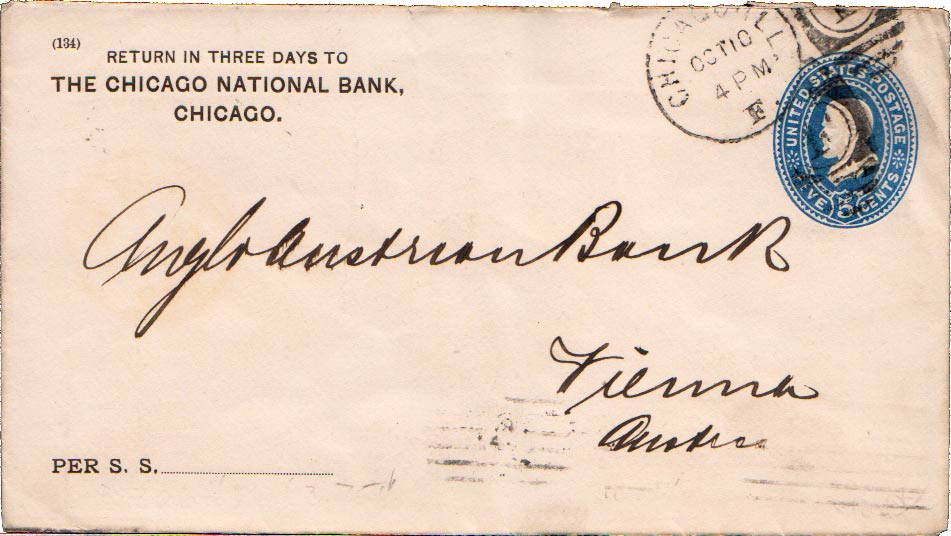 (134)
RETURN IN THREE DAYS TO
THE CHICAGO NATIONAL BANK,
CHICAGO.
CHICAGO, ILL.
OCT 10
4 PM
E.
UNITED STATES POSTAGE
FIVE 5 CENTS
Anglo Austrian Bank
Vienna
Austria
PER S. S.